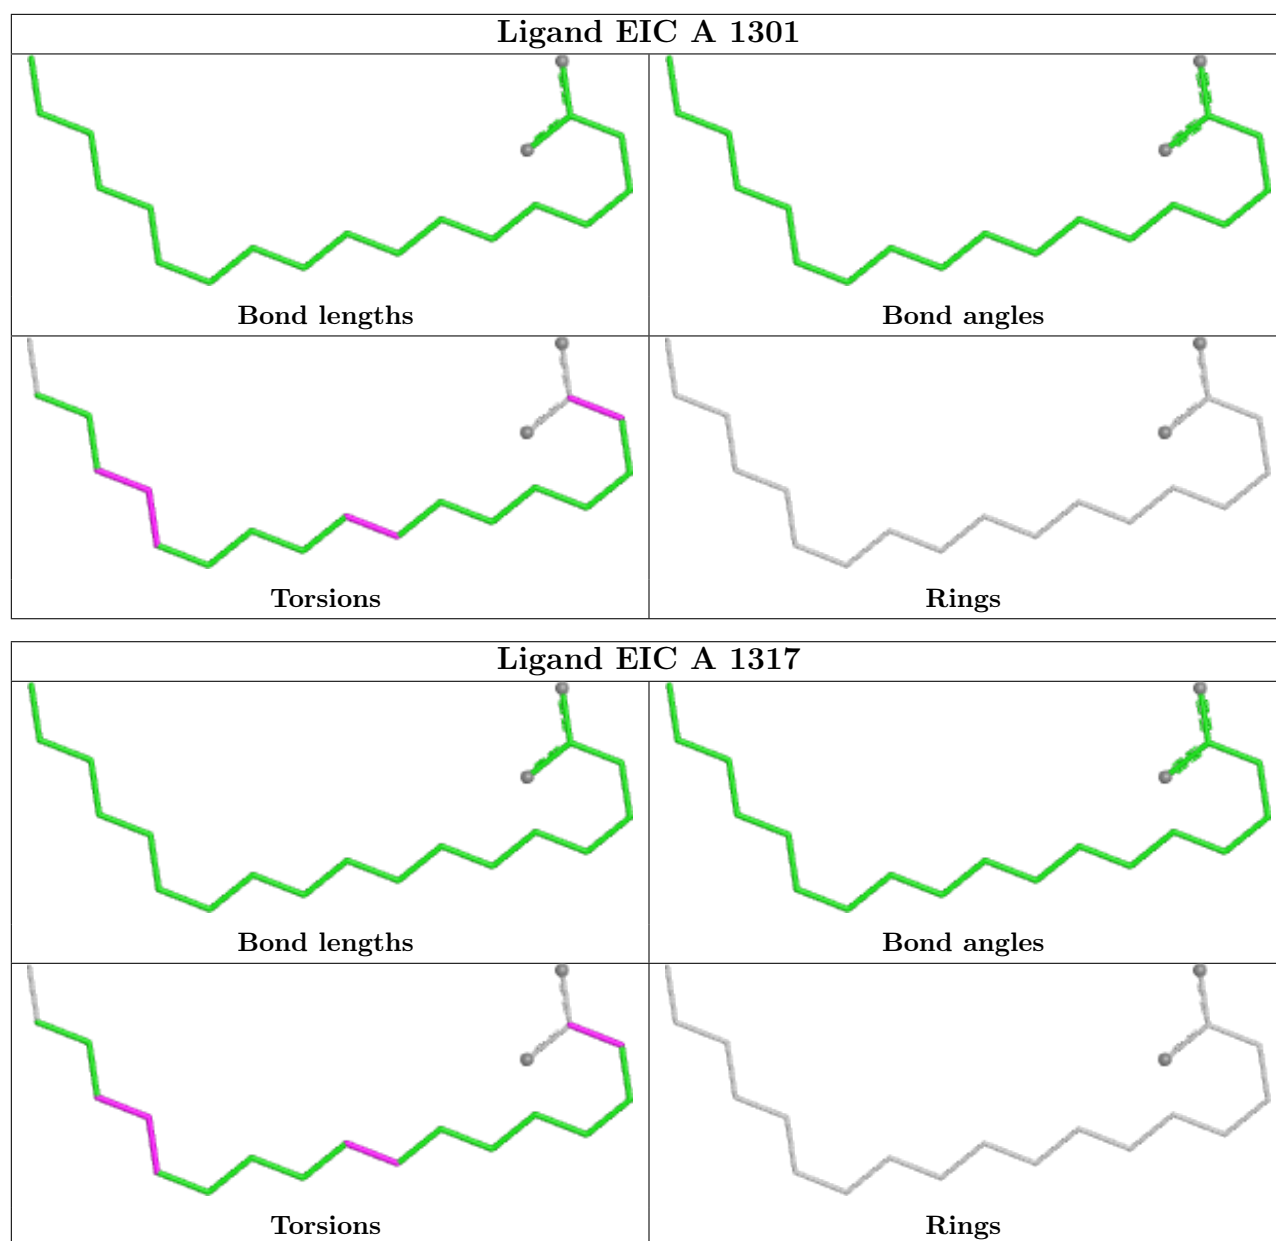 Ligand EIC A 1301
Bond lengths
Bond angles
Torsions
Rings
Ligand EIC A 1317
Bond lengths
Bond angles
Torsions
Rings